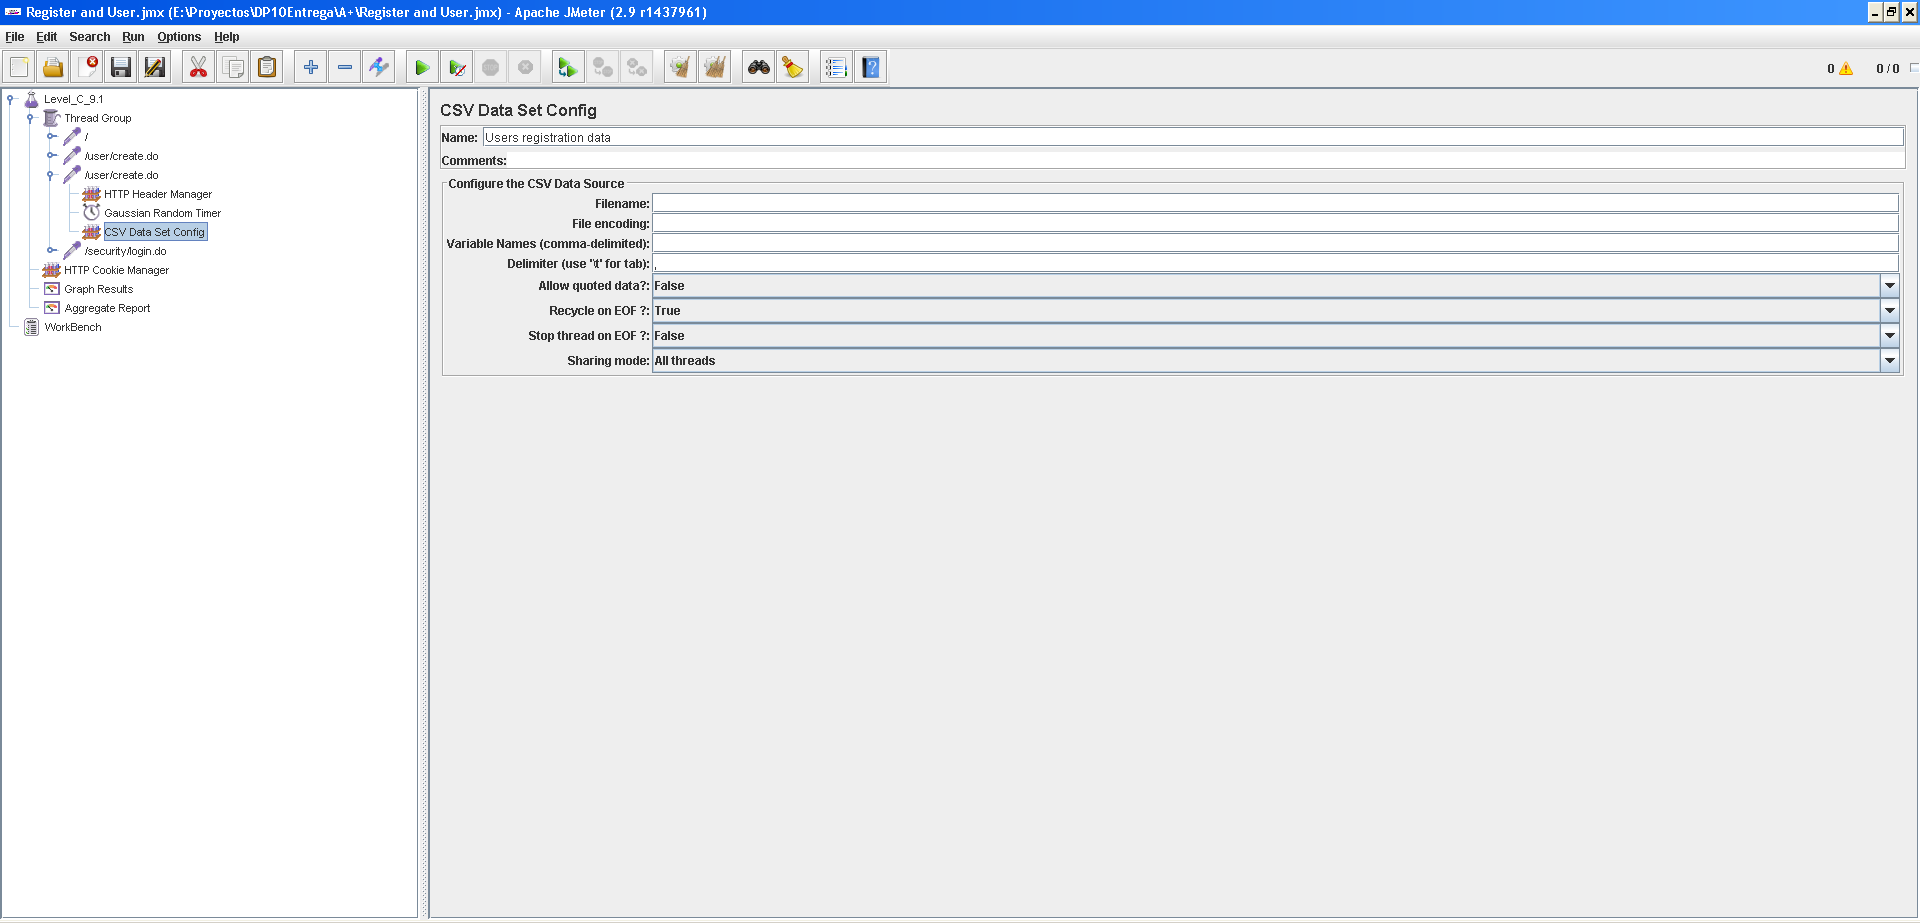 Register and User.jmx (E:\Proyectos\DP10Entrega\A+\Register and User.jmx) - Apache JMeter (2.9 r1437961)
File Edit Search Run Options Help
0 0 / 0
Level_C_9.1
Thread Group
/
/user/create.do
/user/create.do
HTTP Header Manager
Gaussian Random Timer
CSV Data Set Config
/security/login.do
HTTP Cookie Manager
Graph Results
Aggregate Report
WorkBench
CSV Data Set Config
Name: Users registration data
Comments:
Configure the CSV Data Source
Filename:
File encoding:
Variable Names (comma-delimited):
Delimiter (use '\t' for tab): ,
Allow quoted data?: False
Recycle on EOF ?: True
Stop thread on EOF ?: False
Sharing mode: All threads